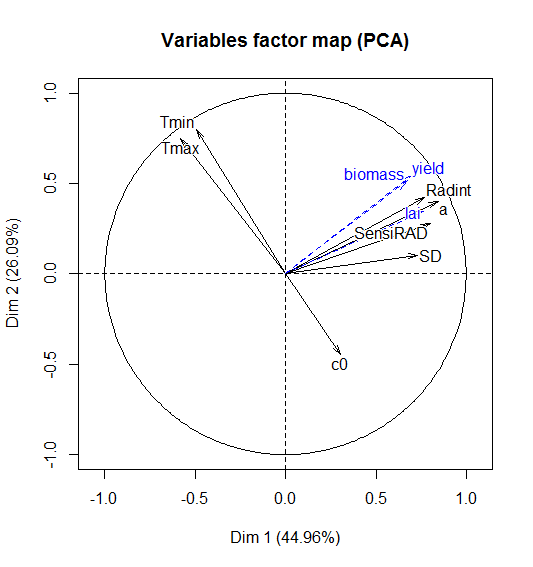 Variables factor map (PCA)
1.0
0.5
0.0
-0.5
-1.0
Dim 2 (26.09%)
Tmin
Tmax
biomass
yield
Radint
lai
a
SensiRAD
SD
c0
-1.0 -0.5 0.0 0.5 1.0
Dim 1 (44.96%)